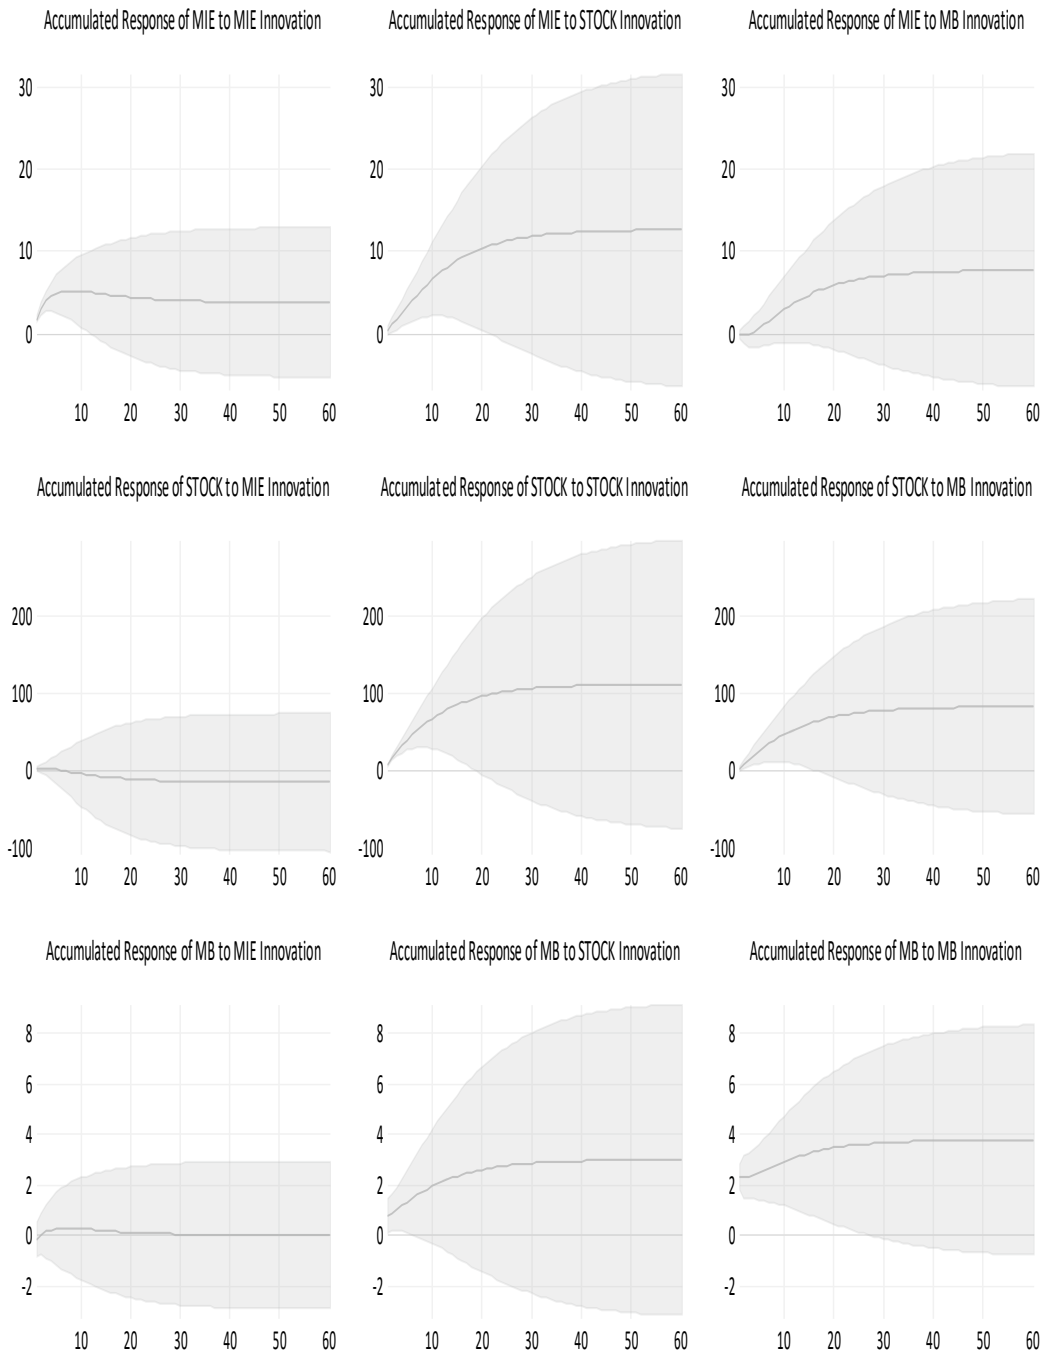 Accumulated Response of MIE to MIE Innovation
Accumulated Response of MIE to STOCK Innovation
Accumulated Response of MIE to MB Innovation
30
20
10
0
10 20 30 40 50 60
30
20
10
0
10 20 30 40 50 60
30
20
10
0
10 20 30 40 50 60
Accumulated Response of STOCK to MIE Innovation
Accumulated Response of STOCK to STOCK Innovation
Accumulated Response of STOCK to MB Innovation
200
100
0
-100
10 20 30 40 50 60
200
100
0
-100
10 20 30 40 50 60
200
100
0
-100
10 20 30 40 50 60
Accumulated Response of MB to MIE Innovation
Accumulated Response of MB to STOCK Innovation
Accumulated Response of MB to MB Innovation
8
6
4
2
0
-2
10 20 30 40 50 60
8
6
4
2
0
-2
10 20 30 40 50 60
8
6
4
2
0
-2
10 20 30 40 50 60